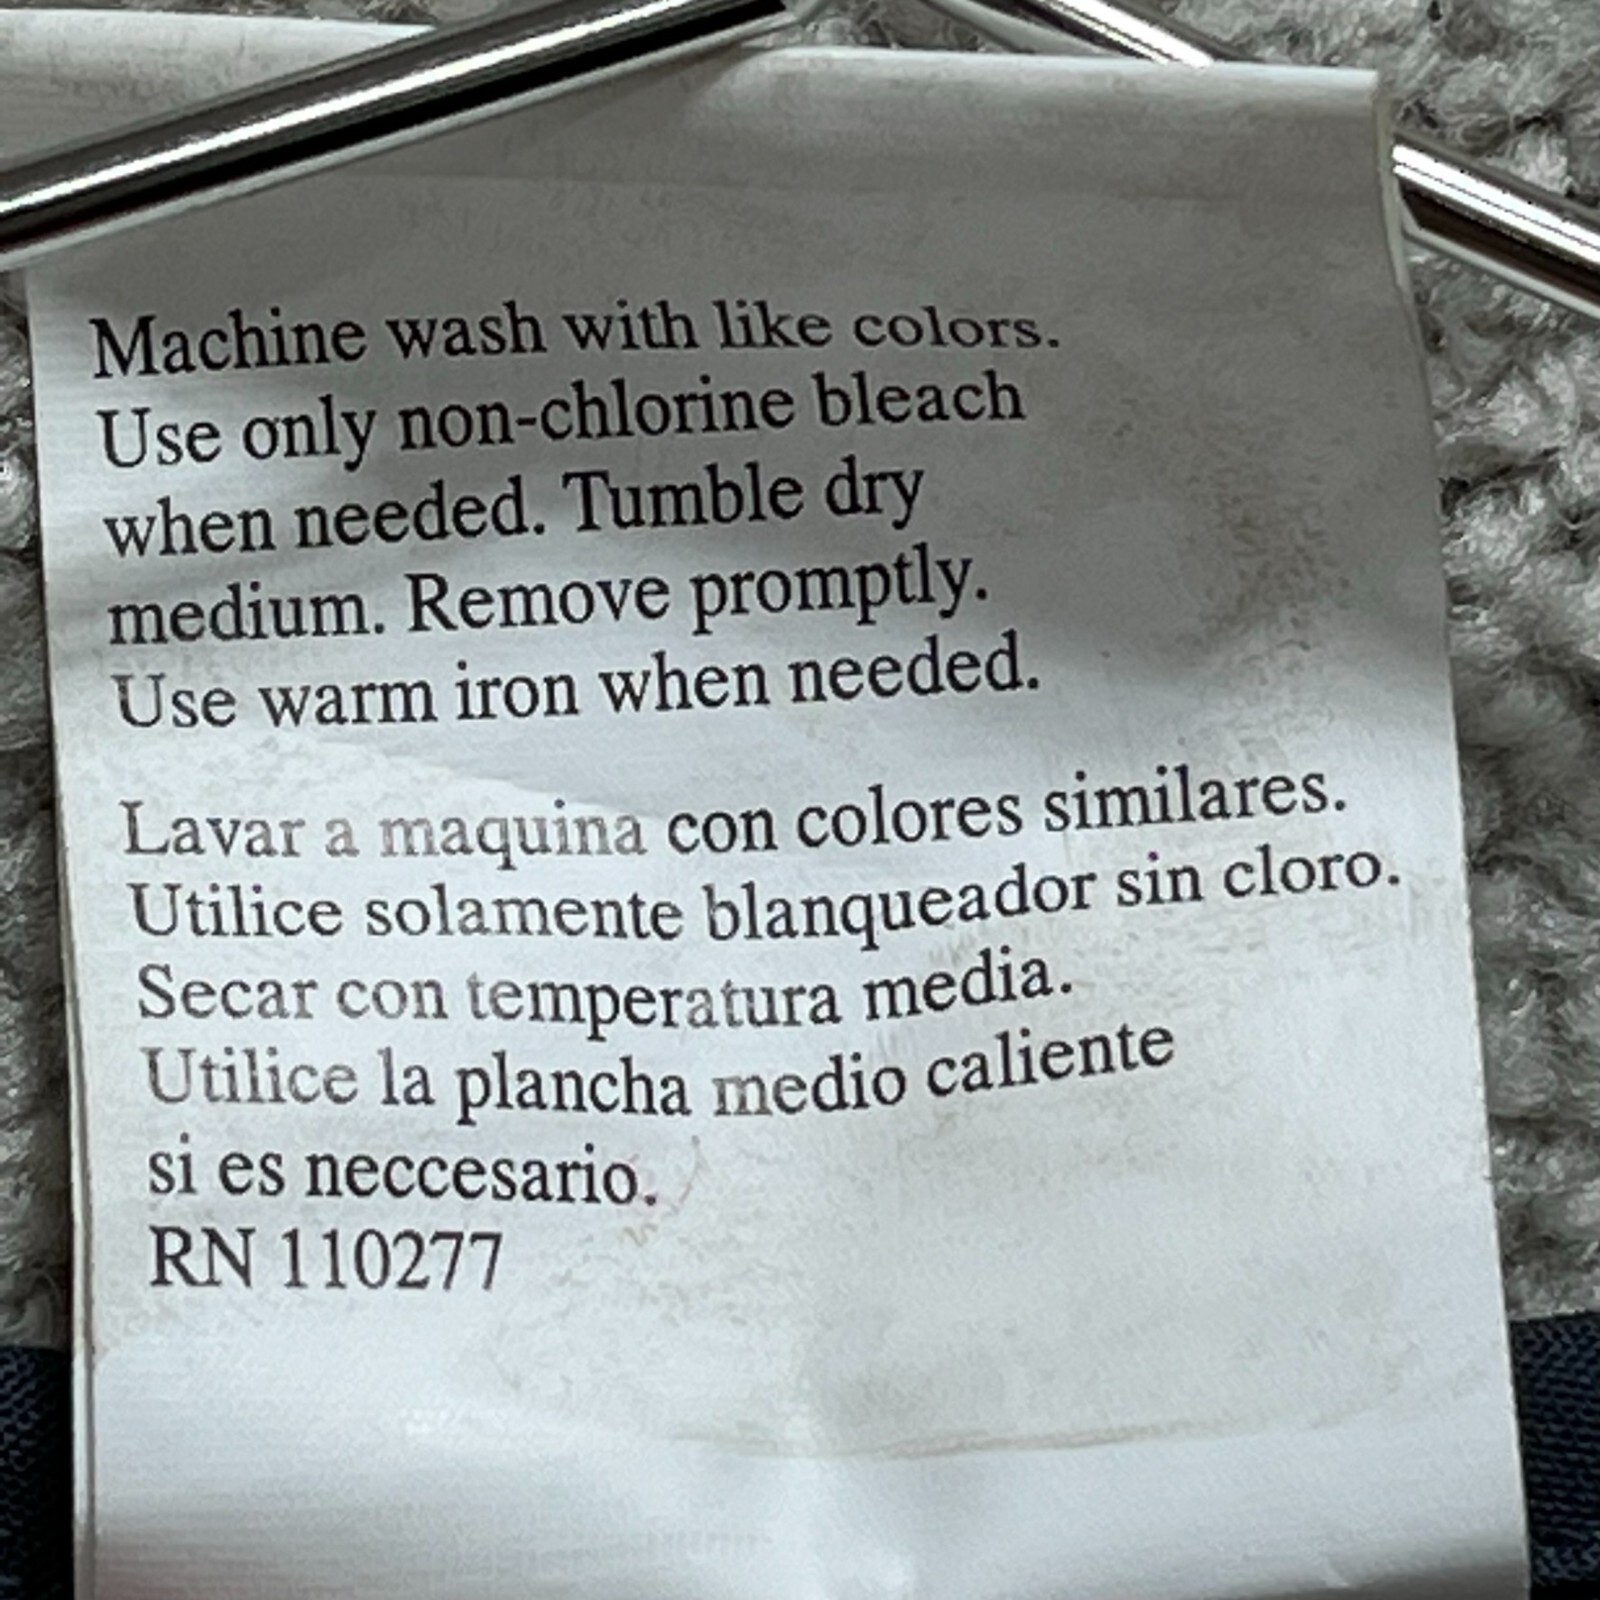 Machine wash with like colors.
Use only non-chlorine bleach
when needed. Tumble dry
medium. Remove promptly.
Use warm iron when needed.
Lavar a maquina con colores similares.
Utilice solamente blanqueador sin cloro.
Secar con temperatura media.
Utilice la plancha medio caliente
si es neccesario.
RN 110277